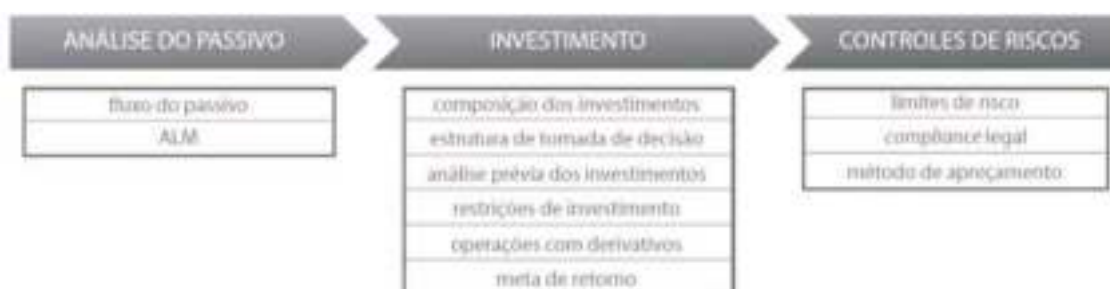 ANÁLISE DO PASSIVO
fluxo do passivo
ALM
INVESTIMENTO
composição dos investimentos
estrutura de tomada de decisão
análise prévia dos investimentos
restrições de investimento
operações com derivativos
meta de retorno
CONTROLES DE RISCOS
limites de risco
compliance legal
método de apreçamento